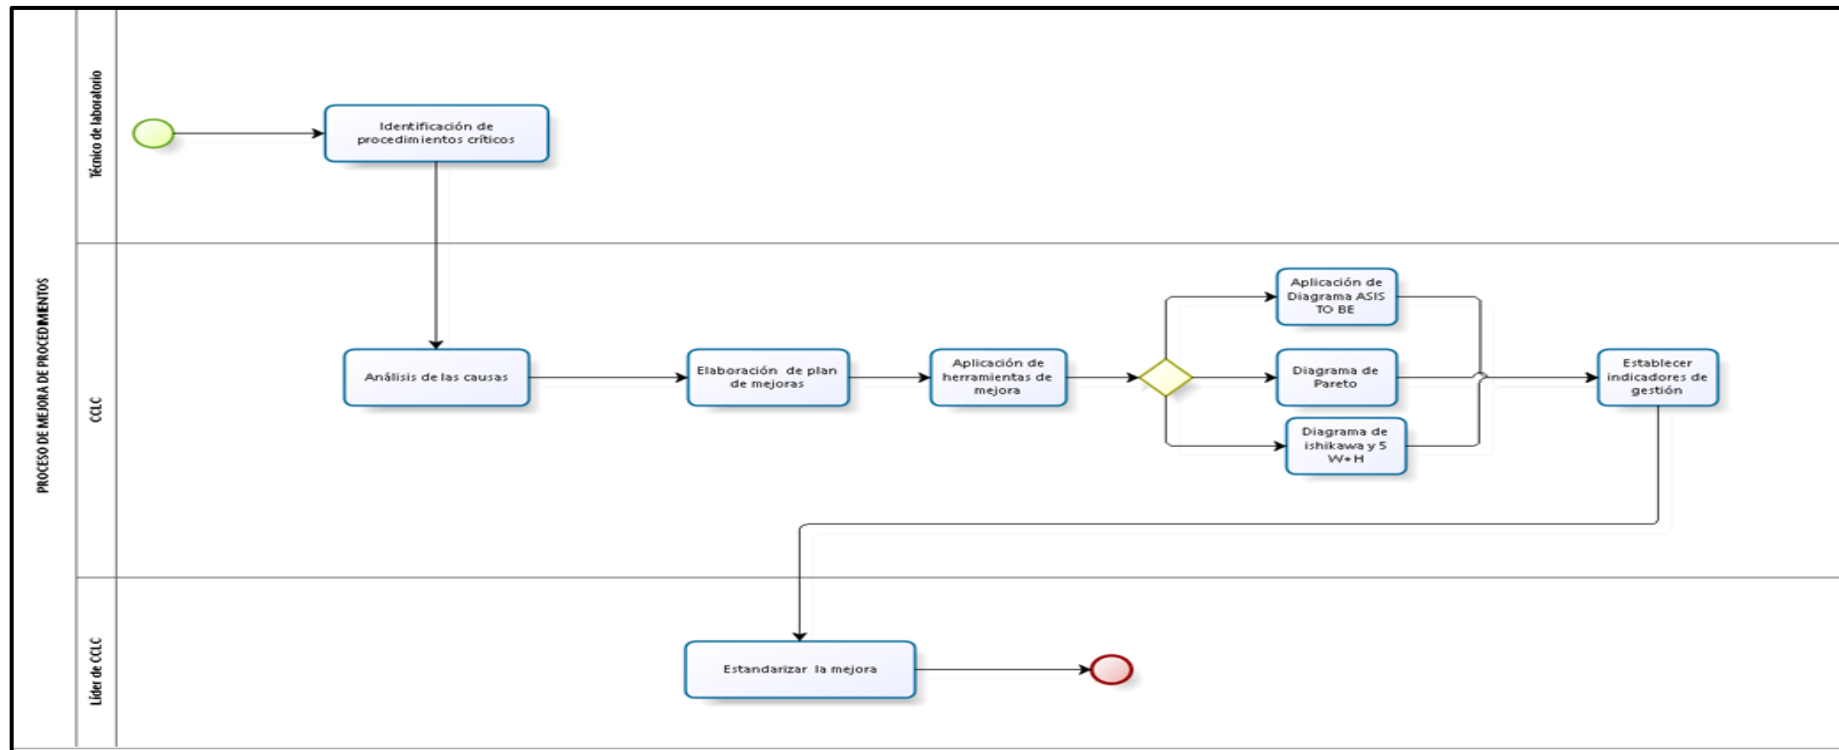 PROCESO DE MEJORA DE PROCEDIMIENTOS
Técnico de laboratorio
Identificación de
procedimientos críticos
CCLC
Análisis de las causas
Elaboración de plan
de mejoras
Aplicación de
herramientas de
mejora
Aplicación de
Diagrama ASIS
TO BE
Diagrama de
Pareto
Diagrama de
ishikawa y 5
W+H
Establecer
indicadores de
gestión
Líder de CCLC
Estandarizar la mejora